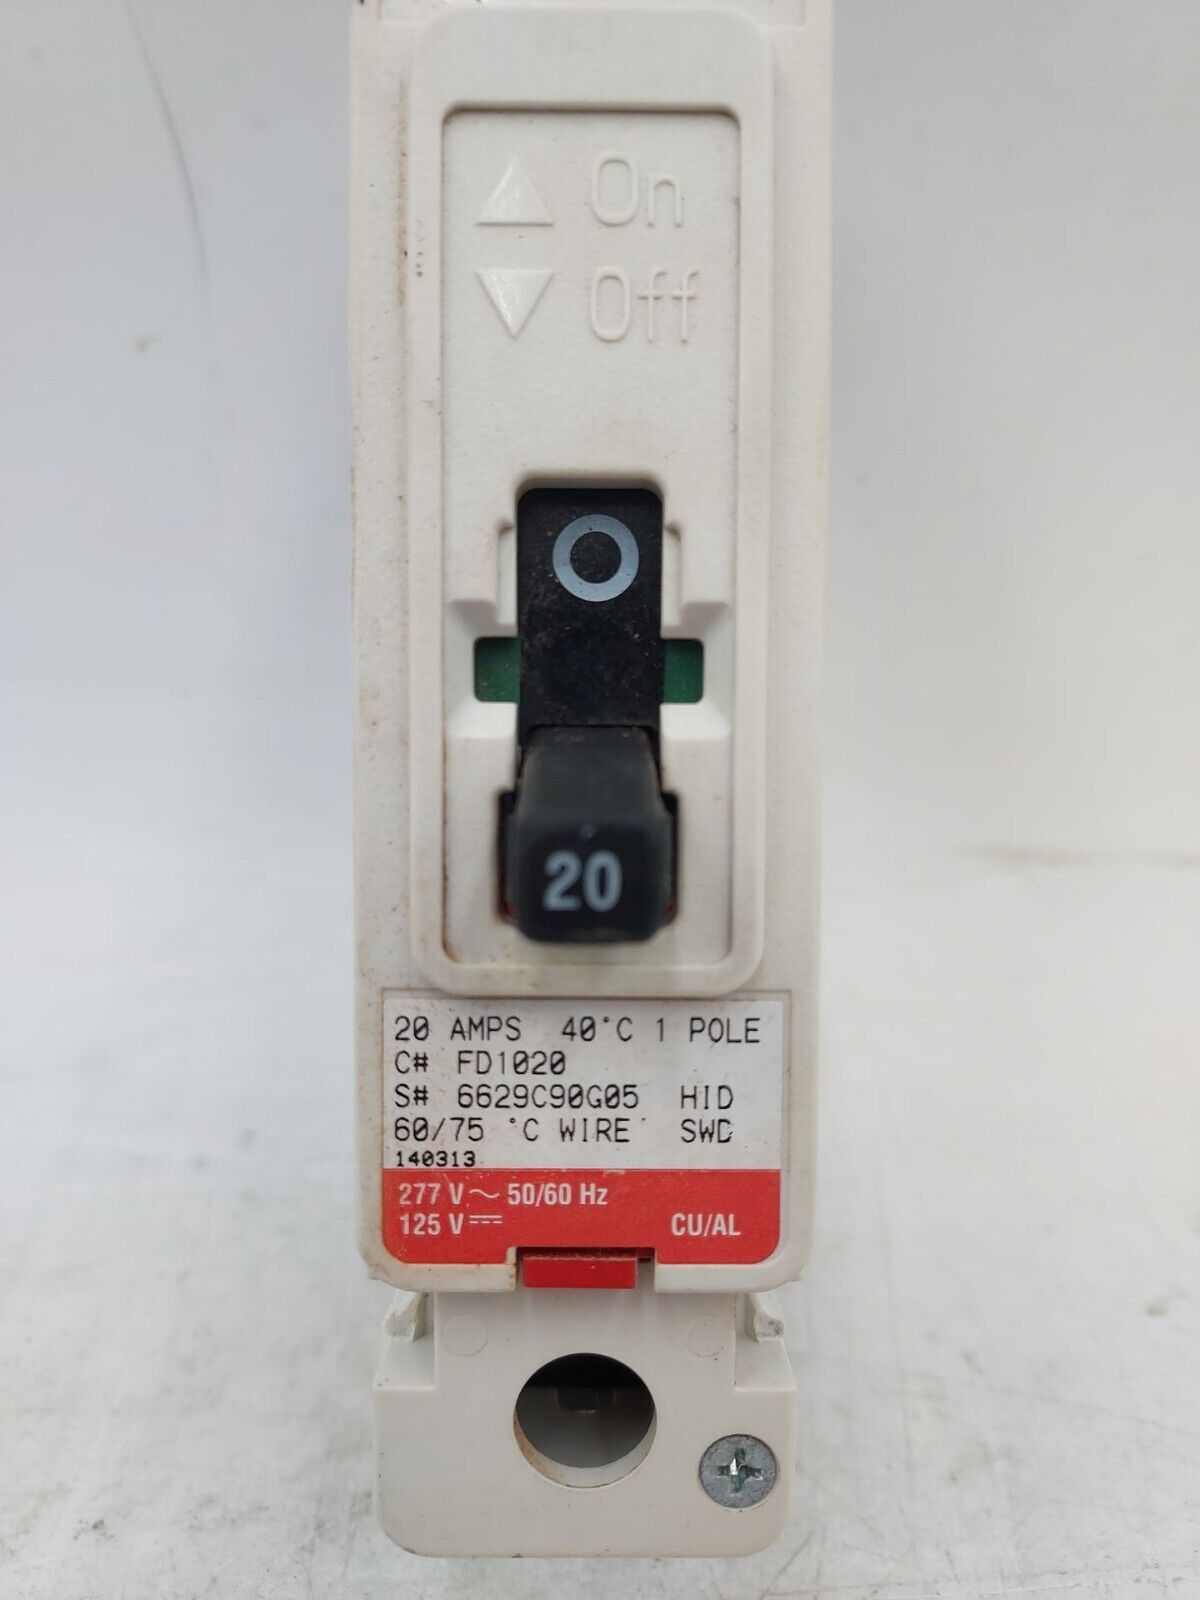 ▲ On
▼ Off
O
20
20 AMPS 40°C 1 POLE
C# FD1020
S# 6629C90G05 HID
60/75 °C WIRE SWD
140313
277 V ~ 50/60 Hz
125 V ⎓ CU/AL